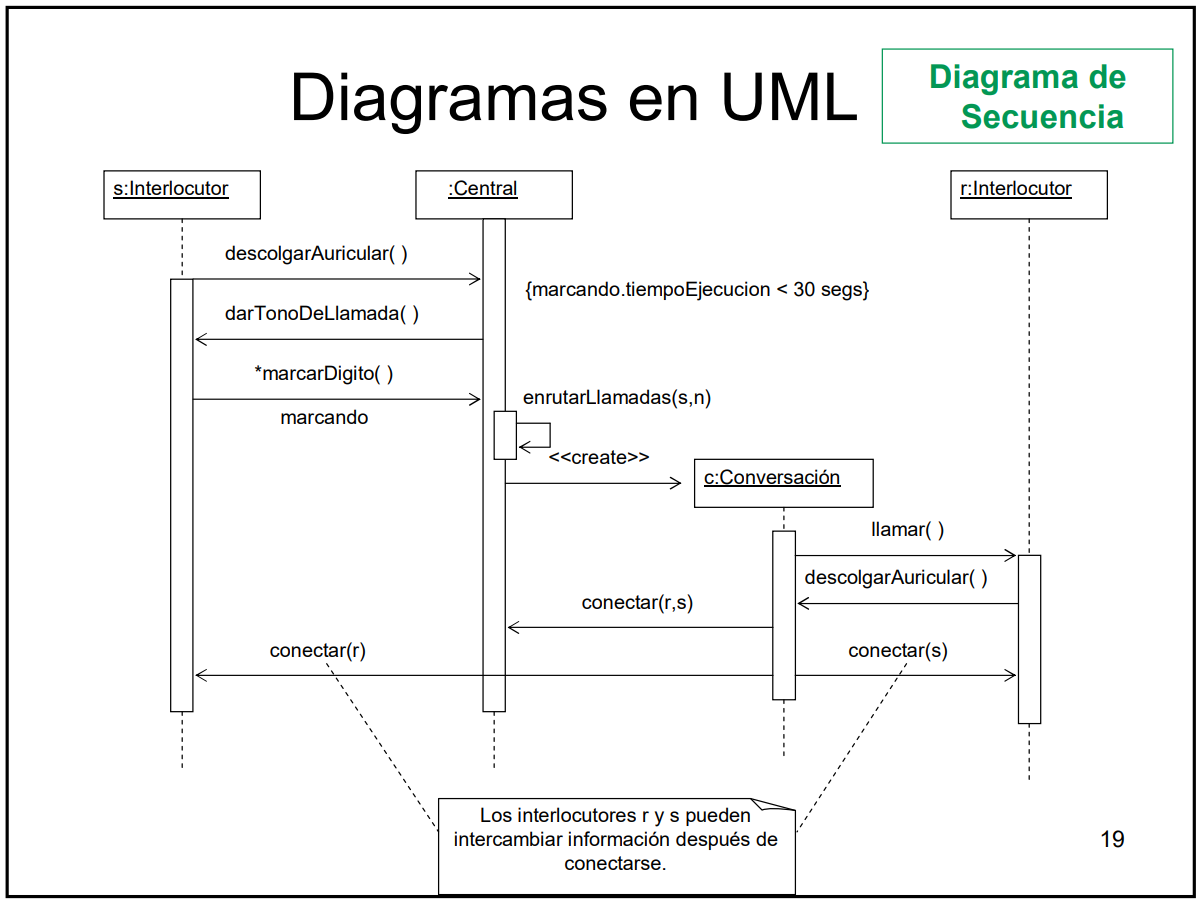 Diagramas en UML
Diagrama de
Secuencia
s:Interlocutor
:Central
r:Interlocutor
descolgarAuricular( )
{marcando.tiempoEjecucion < 30 segs}
darTonoDeLlamada( )
*marcarDigito( )
marcando
enrutarLlamadas(s,n)
<<create>>
c:Conversación
llamar( )
descolgarAuricular( )
conectar(r,s)
conectar(r)
conectar(s)
Los interlocutores r y s pueden
intercambiar información después de
conectarse.
19